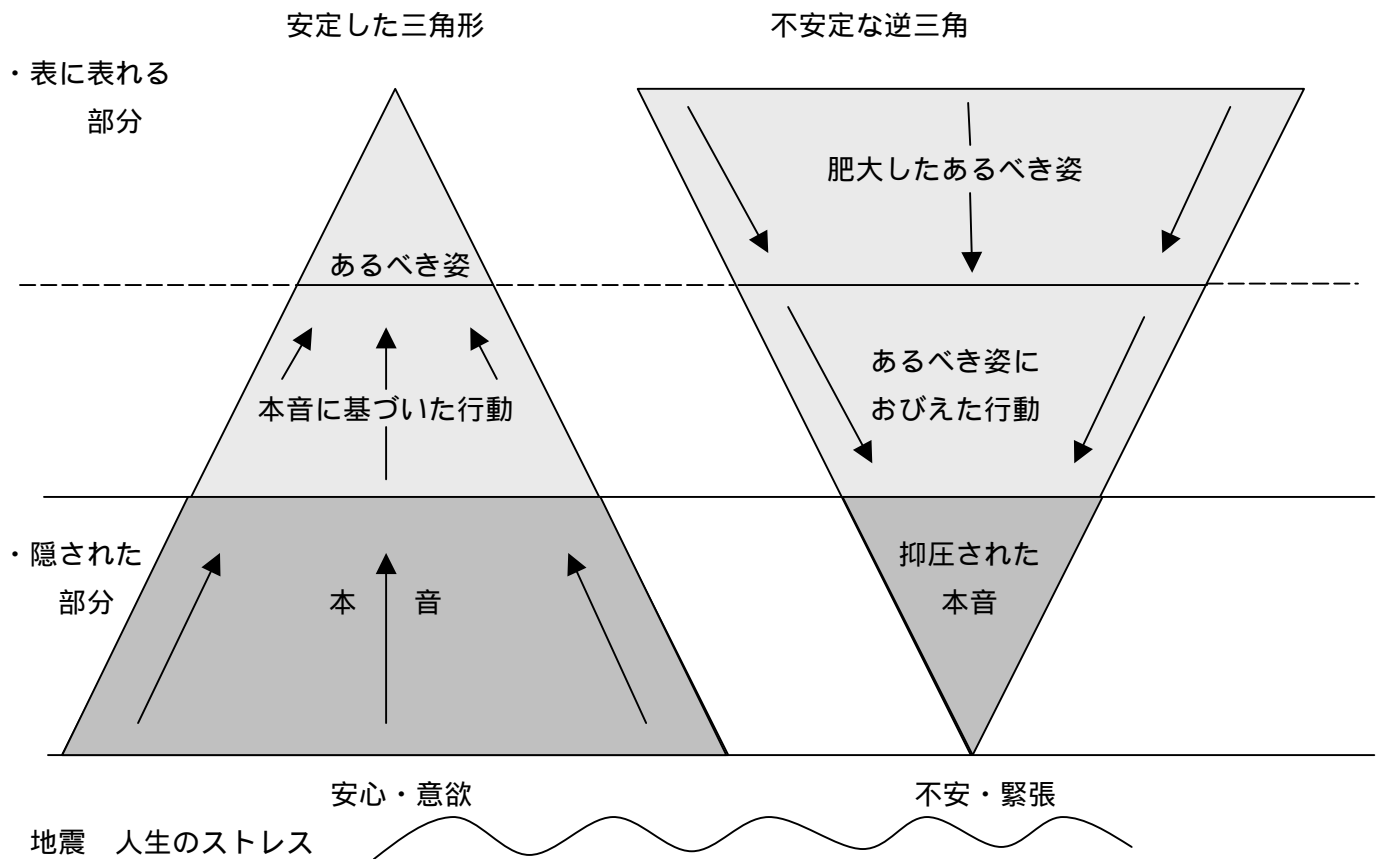 安定した三角形
不安定な逆三角
・表に表れる
部分
肥大したあるべき姿
あるべき姿
あるべき姿に
おびえた行動
本音に基づいた行動
・隠された
部分
本 音
抑圧された
本音
安心・意欲
不安・緊張
地震 人生のストレス